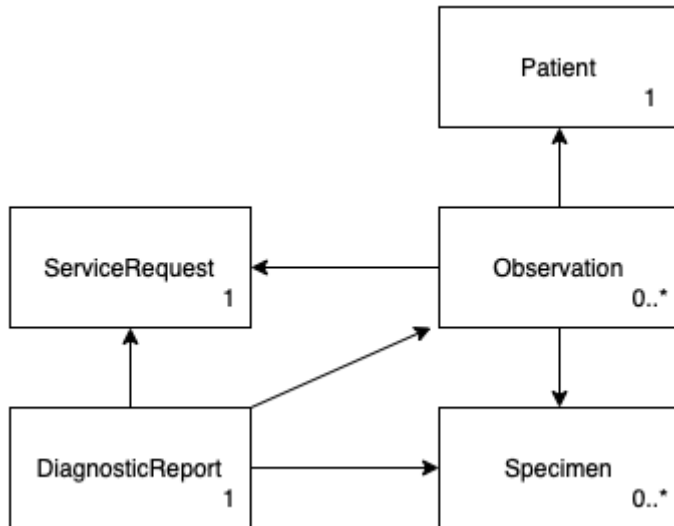 Patient
1
ServiceRequest
1
Observation
0..*
DiagnosticReport
1
Specimen
0..*